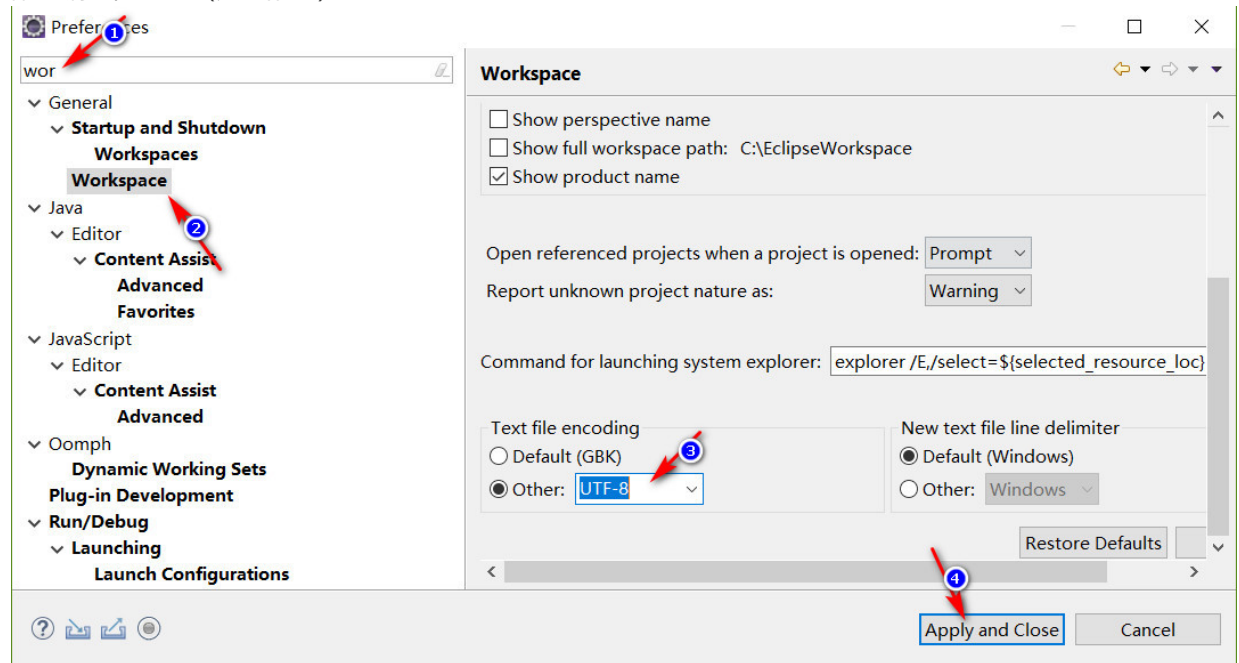 Preferences
1
wor
General
Startup and Shutdown
Workspaces
Workspace
2
Java
Editor
Content Assist
Advanced
Favorites
JavaScript
Editor
Content Assist
Advanced
Oomph
Dynamic Working Sets
Plug-in Development
Run/Debug
Launching
Launch Configurations
Workspace
Show perspective name
Show full workspace path: C:\EclipseWorkspace
Show product name
Open referenced projects when a project is opened: Prompt
Report unknown project nature as: Warning
Command for launching system explorer: explorer /E,/select=${selected_resource_loc}
Text file encoding
Default (GBK)
3
Other: UTF-8
New text file line delimiter
Default (Windows)
Other: Windows
Restore Defaults
4
Apply and Close
Cancel